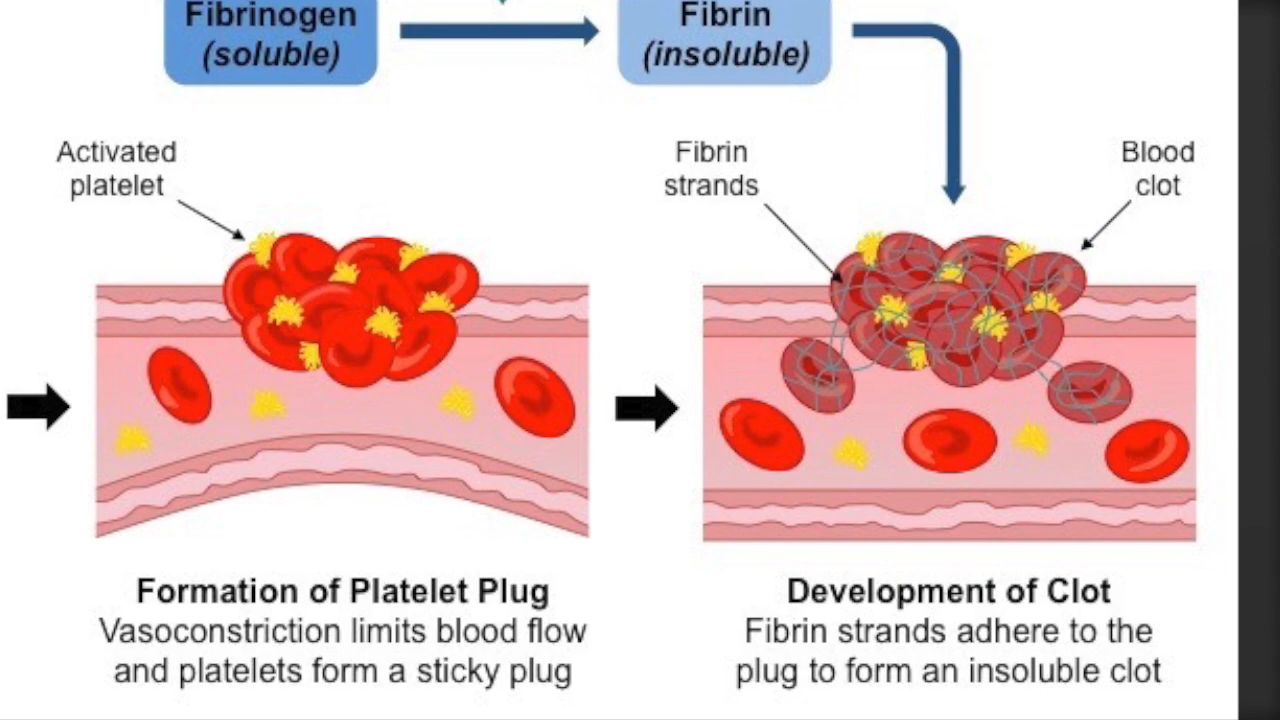 Fibrinogen
(soluble)
Fibrin
(insoluble)
Activated
platelet
Fibrin
strands
Blood
clot
Formation of Platelet Plug
Vasoconstriction limits blood flow
and platelets form a sticky plug
Development of Clot
Fibrin strands adhere to the
plug to form an insoluble clot